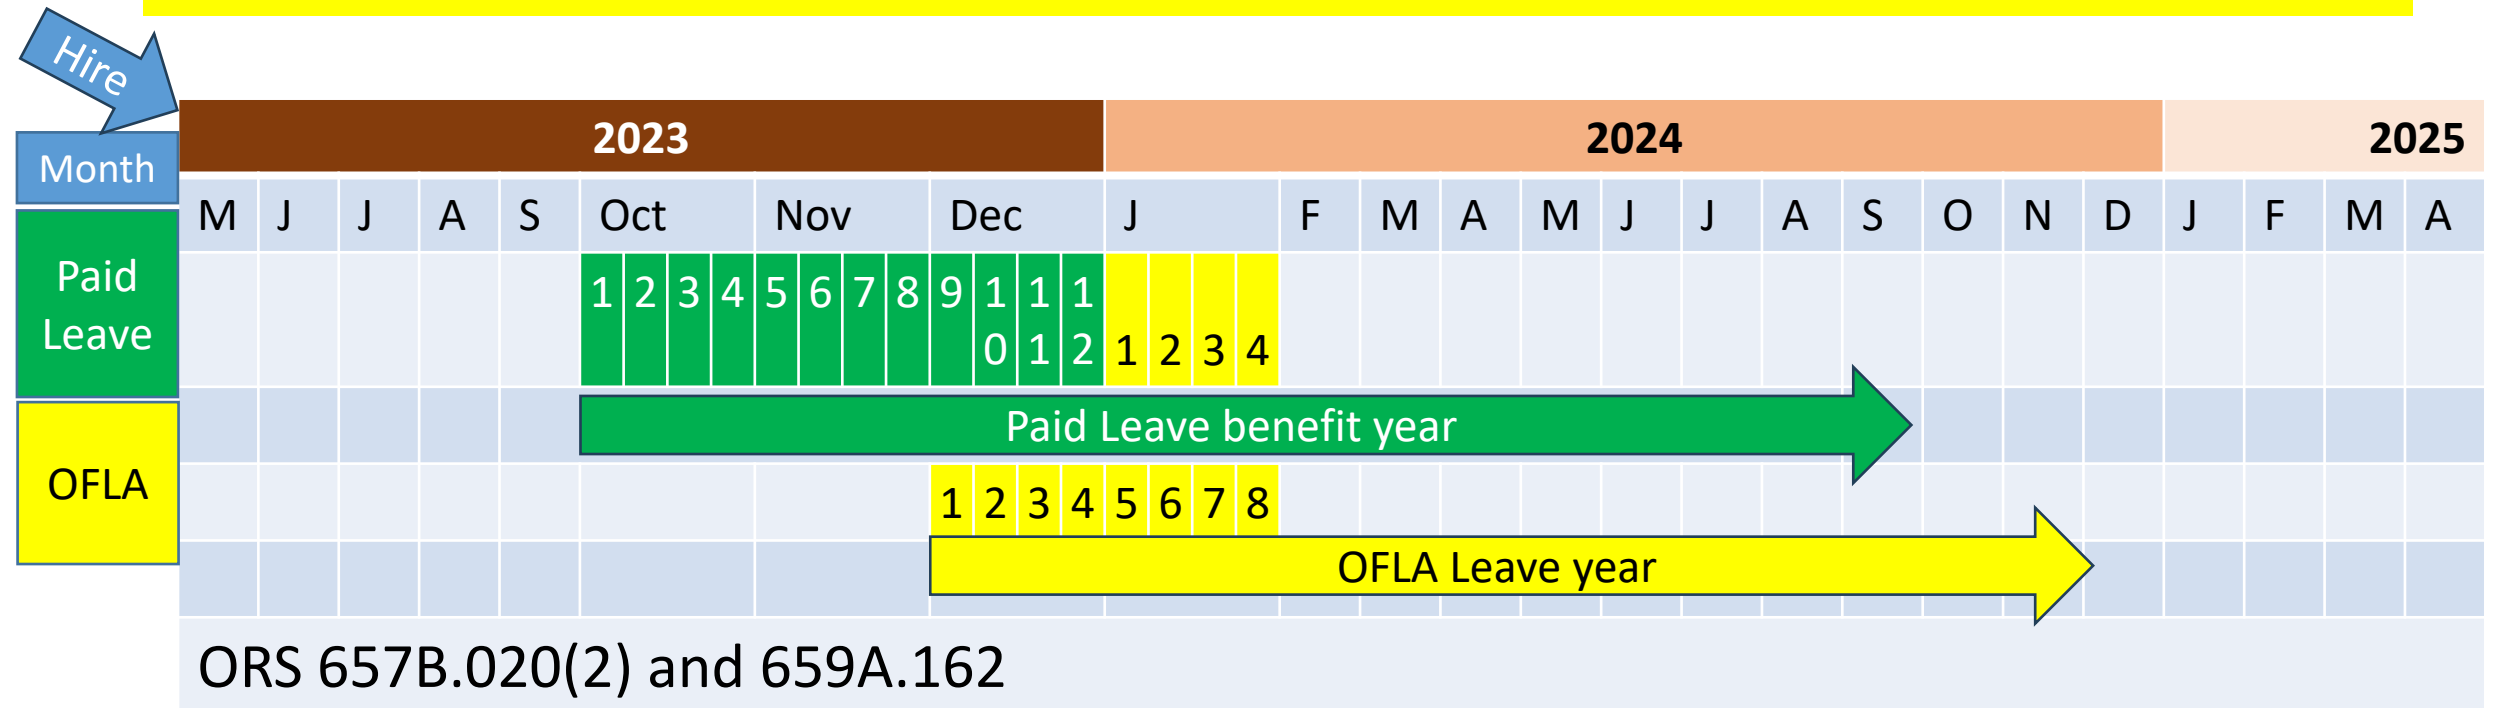 Hire
2023 2024 2025
Month
M J J A S Oct Nov Dec J F M A M J J A S O N D J F M A
Paid
Leave
1 2 3 4 5 6 7 8 9 1 1 1
0 1 2 1 2 3 4
Paid Leave benefit year
OFLA
1 2 3 4 5 6 7 8
OFLA Leave year
ORS 657B.020(2) and 659A.162